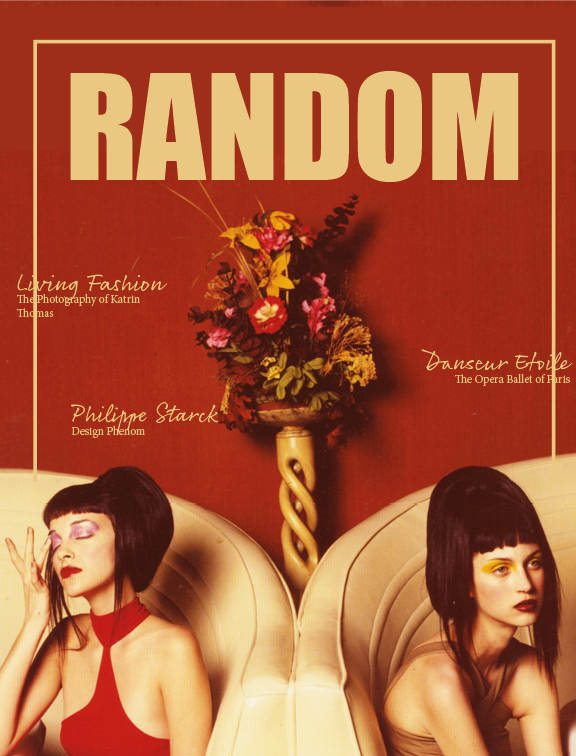 RANDOM
Living Fashion
The Photography of Katrin
Thomas
Danseur Etoile
The Opera Ballet of Paris
Philippe Starck
Design Phenom